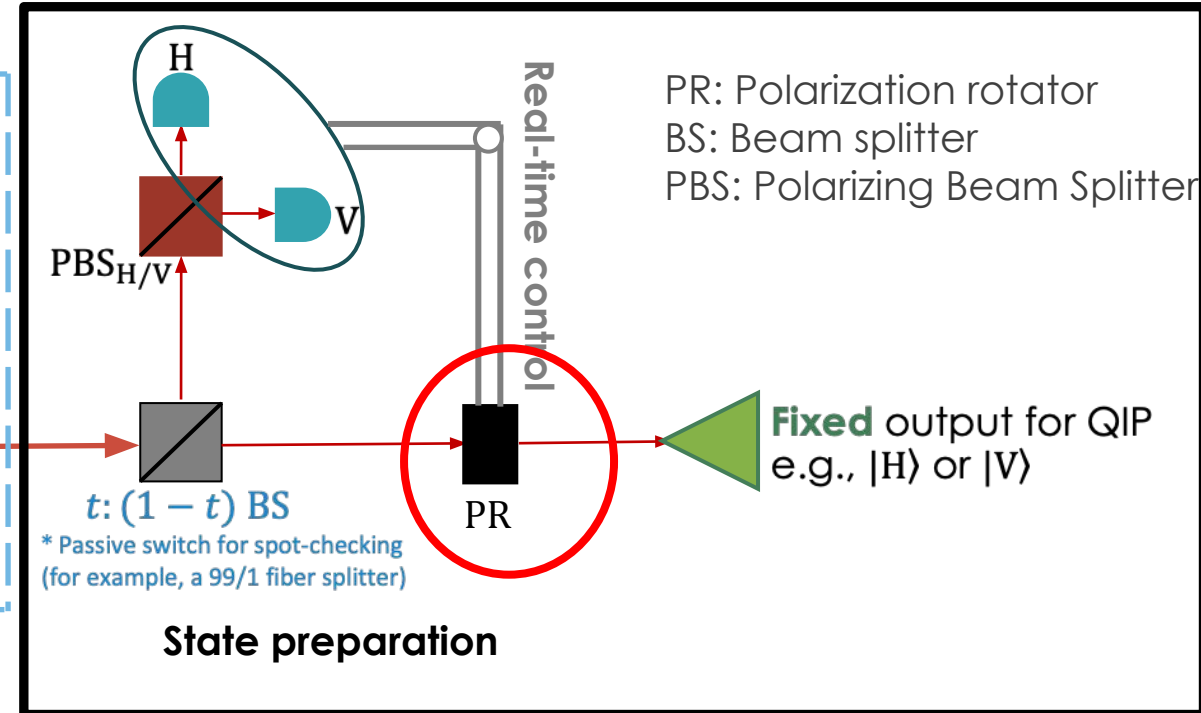 H
V
PBS_{H/V}
Real-time control
PR: Polarization rotator
BS: Beam splitter
PBS: Polarizing Beam Splitter
t: (1 − t) BS
* Passive switch for spot-checking
(for example, a 99/1 fiber splitter)
PR
Fixed output for QIP
e.g., |H⟩ or |V⟩
State preparation